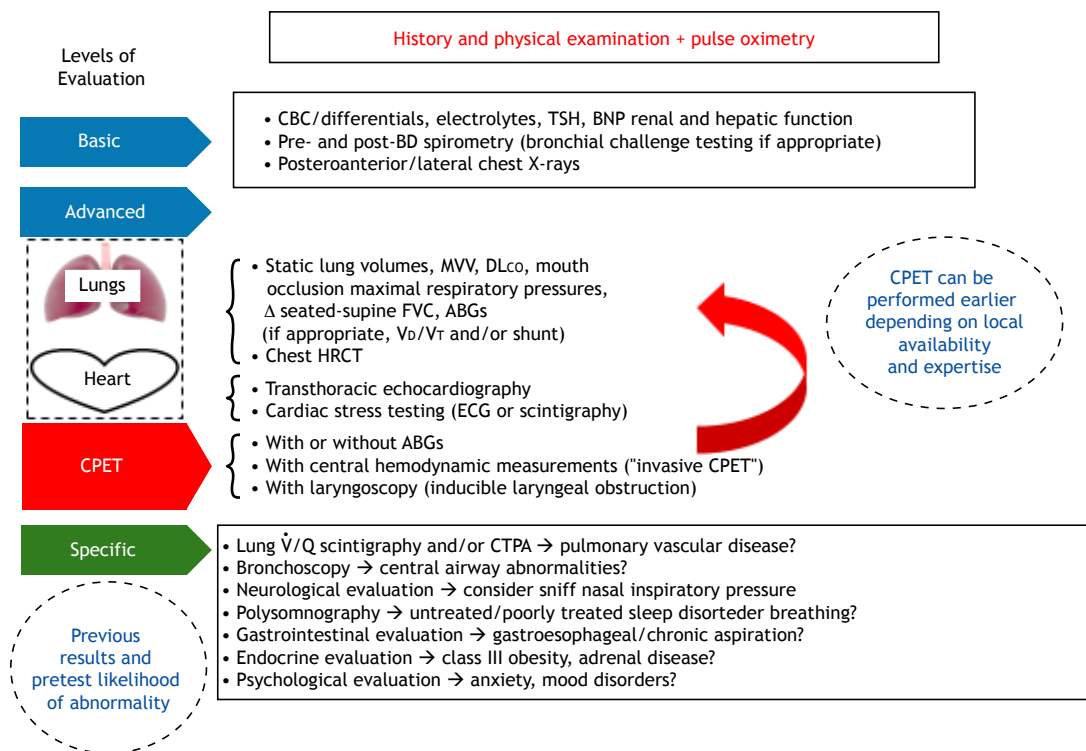 History and physical examination + pulse oximetry
Levels of
Evaluation
Basic
• CBC/differentials, electrolytes, TSH, BNP renal and hepatic function
• Pre- and post-BD spirometry (bronchial challenge testing if appropriate)
• Posteroanterior/lateral chest X-rays
Advanced
Lungs
• Static lung volumes, MVV, DLCO, mouth
occlusion maximal respiratory pressures,
Δ seated-supine FVC, ABGs
(if appropriate, VD/VT and/or shunt)
• Chest HRCT
Heart
• Transthoracic echocardiography
• Cardiac stress testing (ECG or scintigraphy)
CPET can be
performed earlier
depending on local
availability
and expertise
CPET
• With or without ABGs
• With central hemodynamic measurements ("invasive CPET")
• With laryngoscopy (inducible laryngeal obstruction)
Specific
• Lung V̇/Q scintigraphy and/or CTPA → pulmonary vascular disease?
• Bronchoscopy → central airway abnormalities?
• Neurological evaluation → consider sniff nasal inspiratory pressure
• Polysomnography → untreated/poorly treated sleep disorteder breathing?
• Gastrointestinal evaluation → gastroesophageal/chronic aspiration?
• Endocrine evaluation → class III obesity, adrenal disease?
• Psychological evaluation → anxiety, mood disorders?
Previous
results and
pretest likelihood
of abnormality